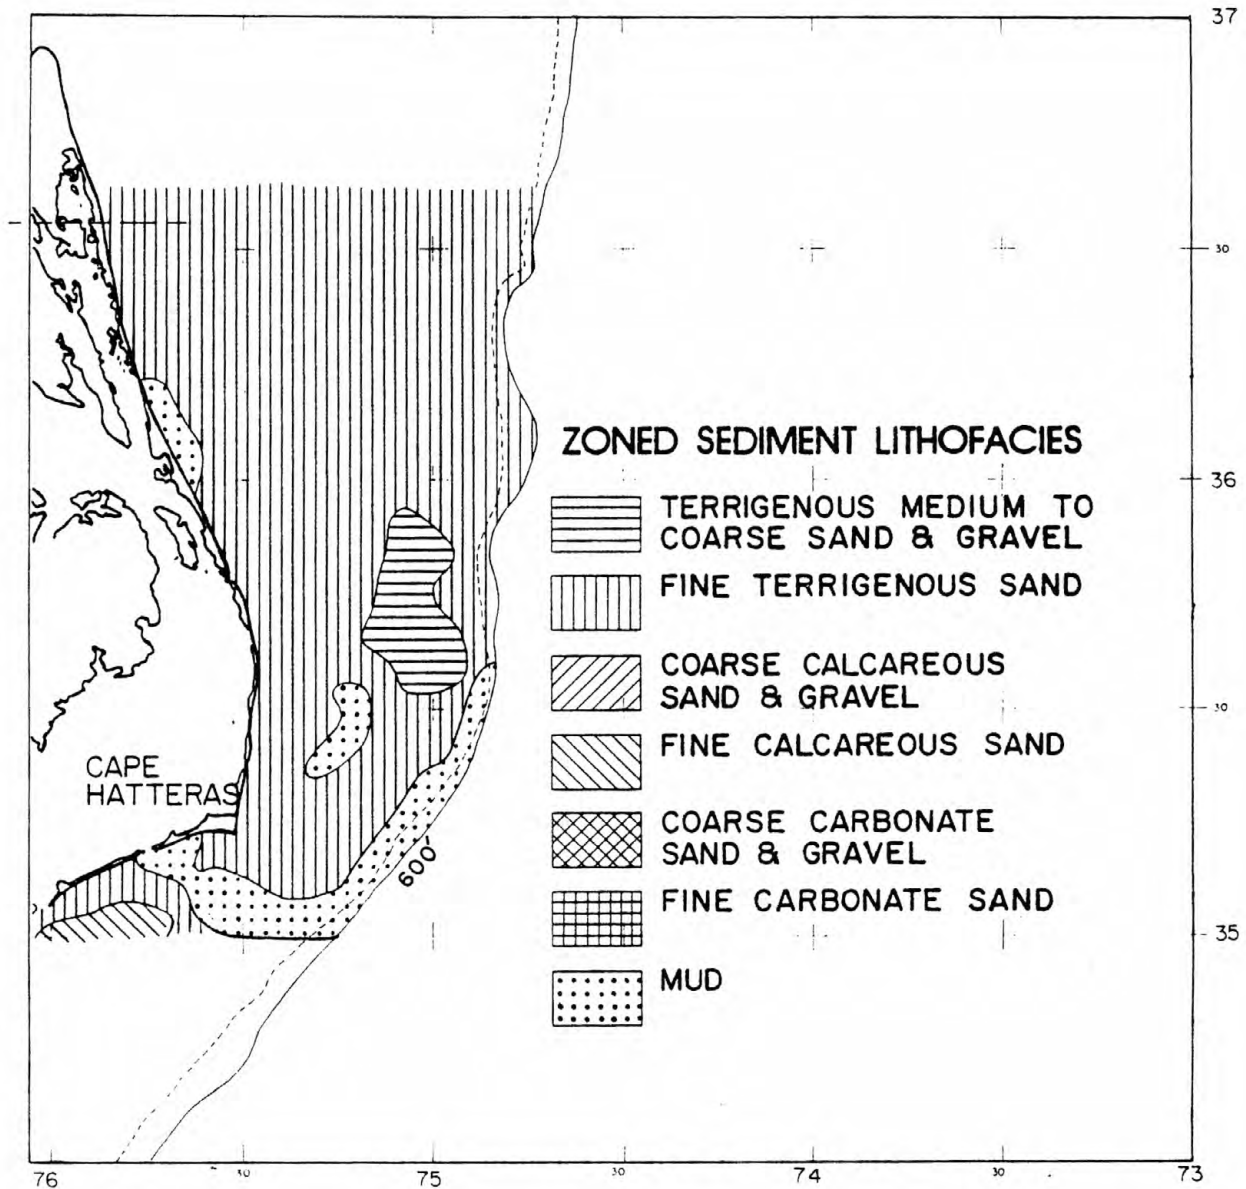 37
30
ZONED SEDIMENT LITHOFACIES
36
TERRIGENOUS MEDIUM TO
COARSE SAND & GRAVEL
FINE TERRIGENOUS SAND
COARSE CALCAREOUS
SAND & GRAVEL
30
FINE CALCAREOUS SAND
CAPE
HATTERAS
COARSE CARBONATE
SAND & GRAVEL
600
FINE CARBONATE SAND
35
MUD
76 30 75 30 74 30 73